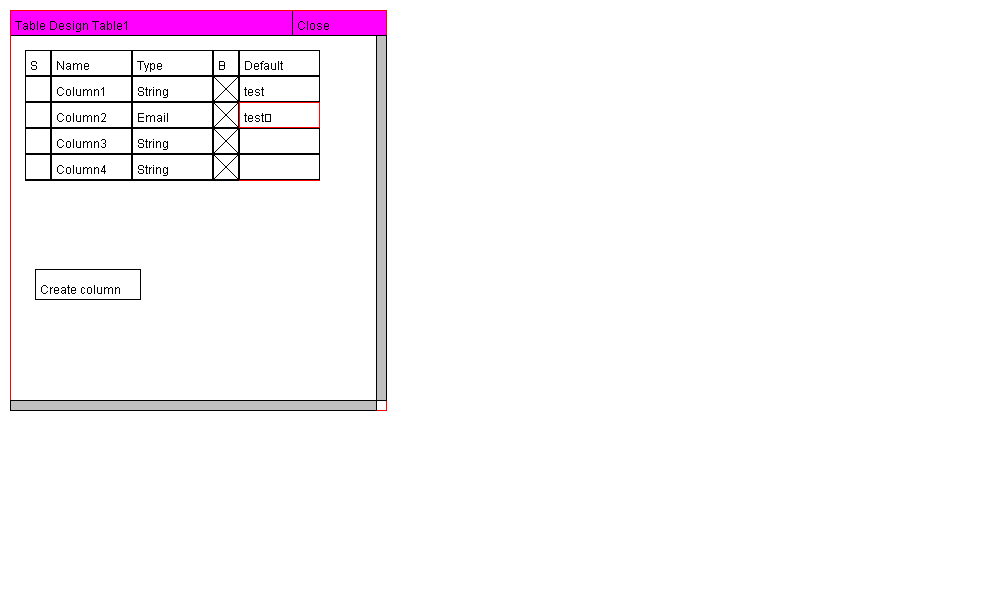 Table Design Table1 Close
S Name Type B Default
Column1 String test
Column2 Email test▯
Column3 String
Column4 String
Create column